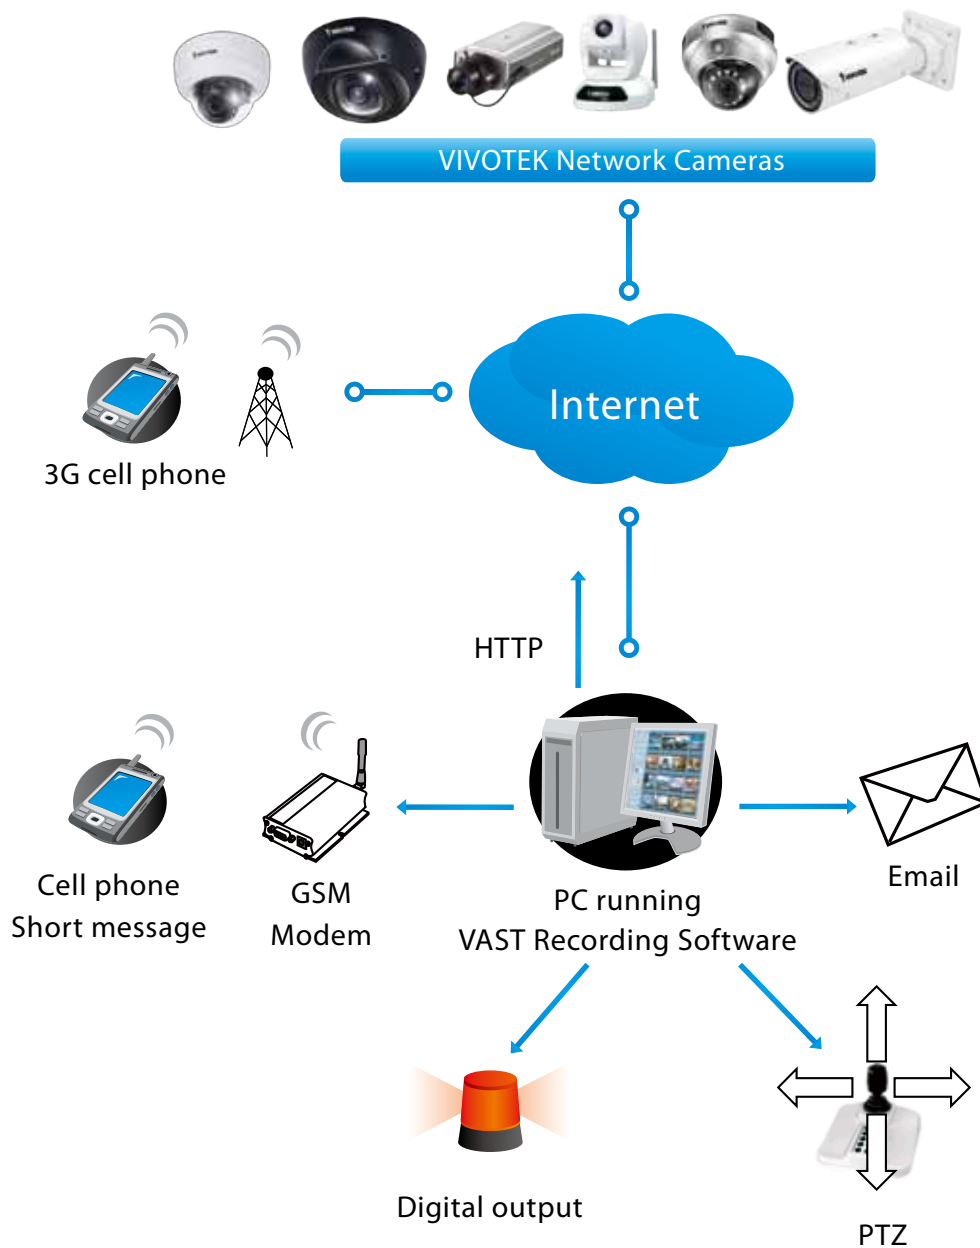 VIVOTEK Network Cameras
Internet
3G cell phone
HTTP
Cell phone
Short message
GSM
Modem
PC running
VAST Recording Software
Email
Digital output
PTZ